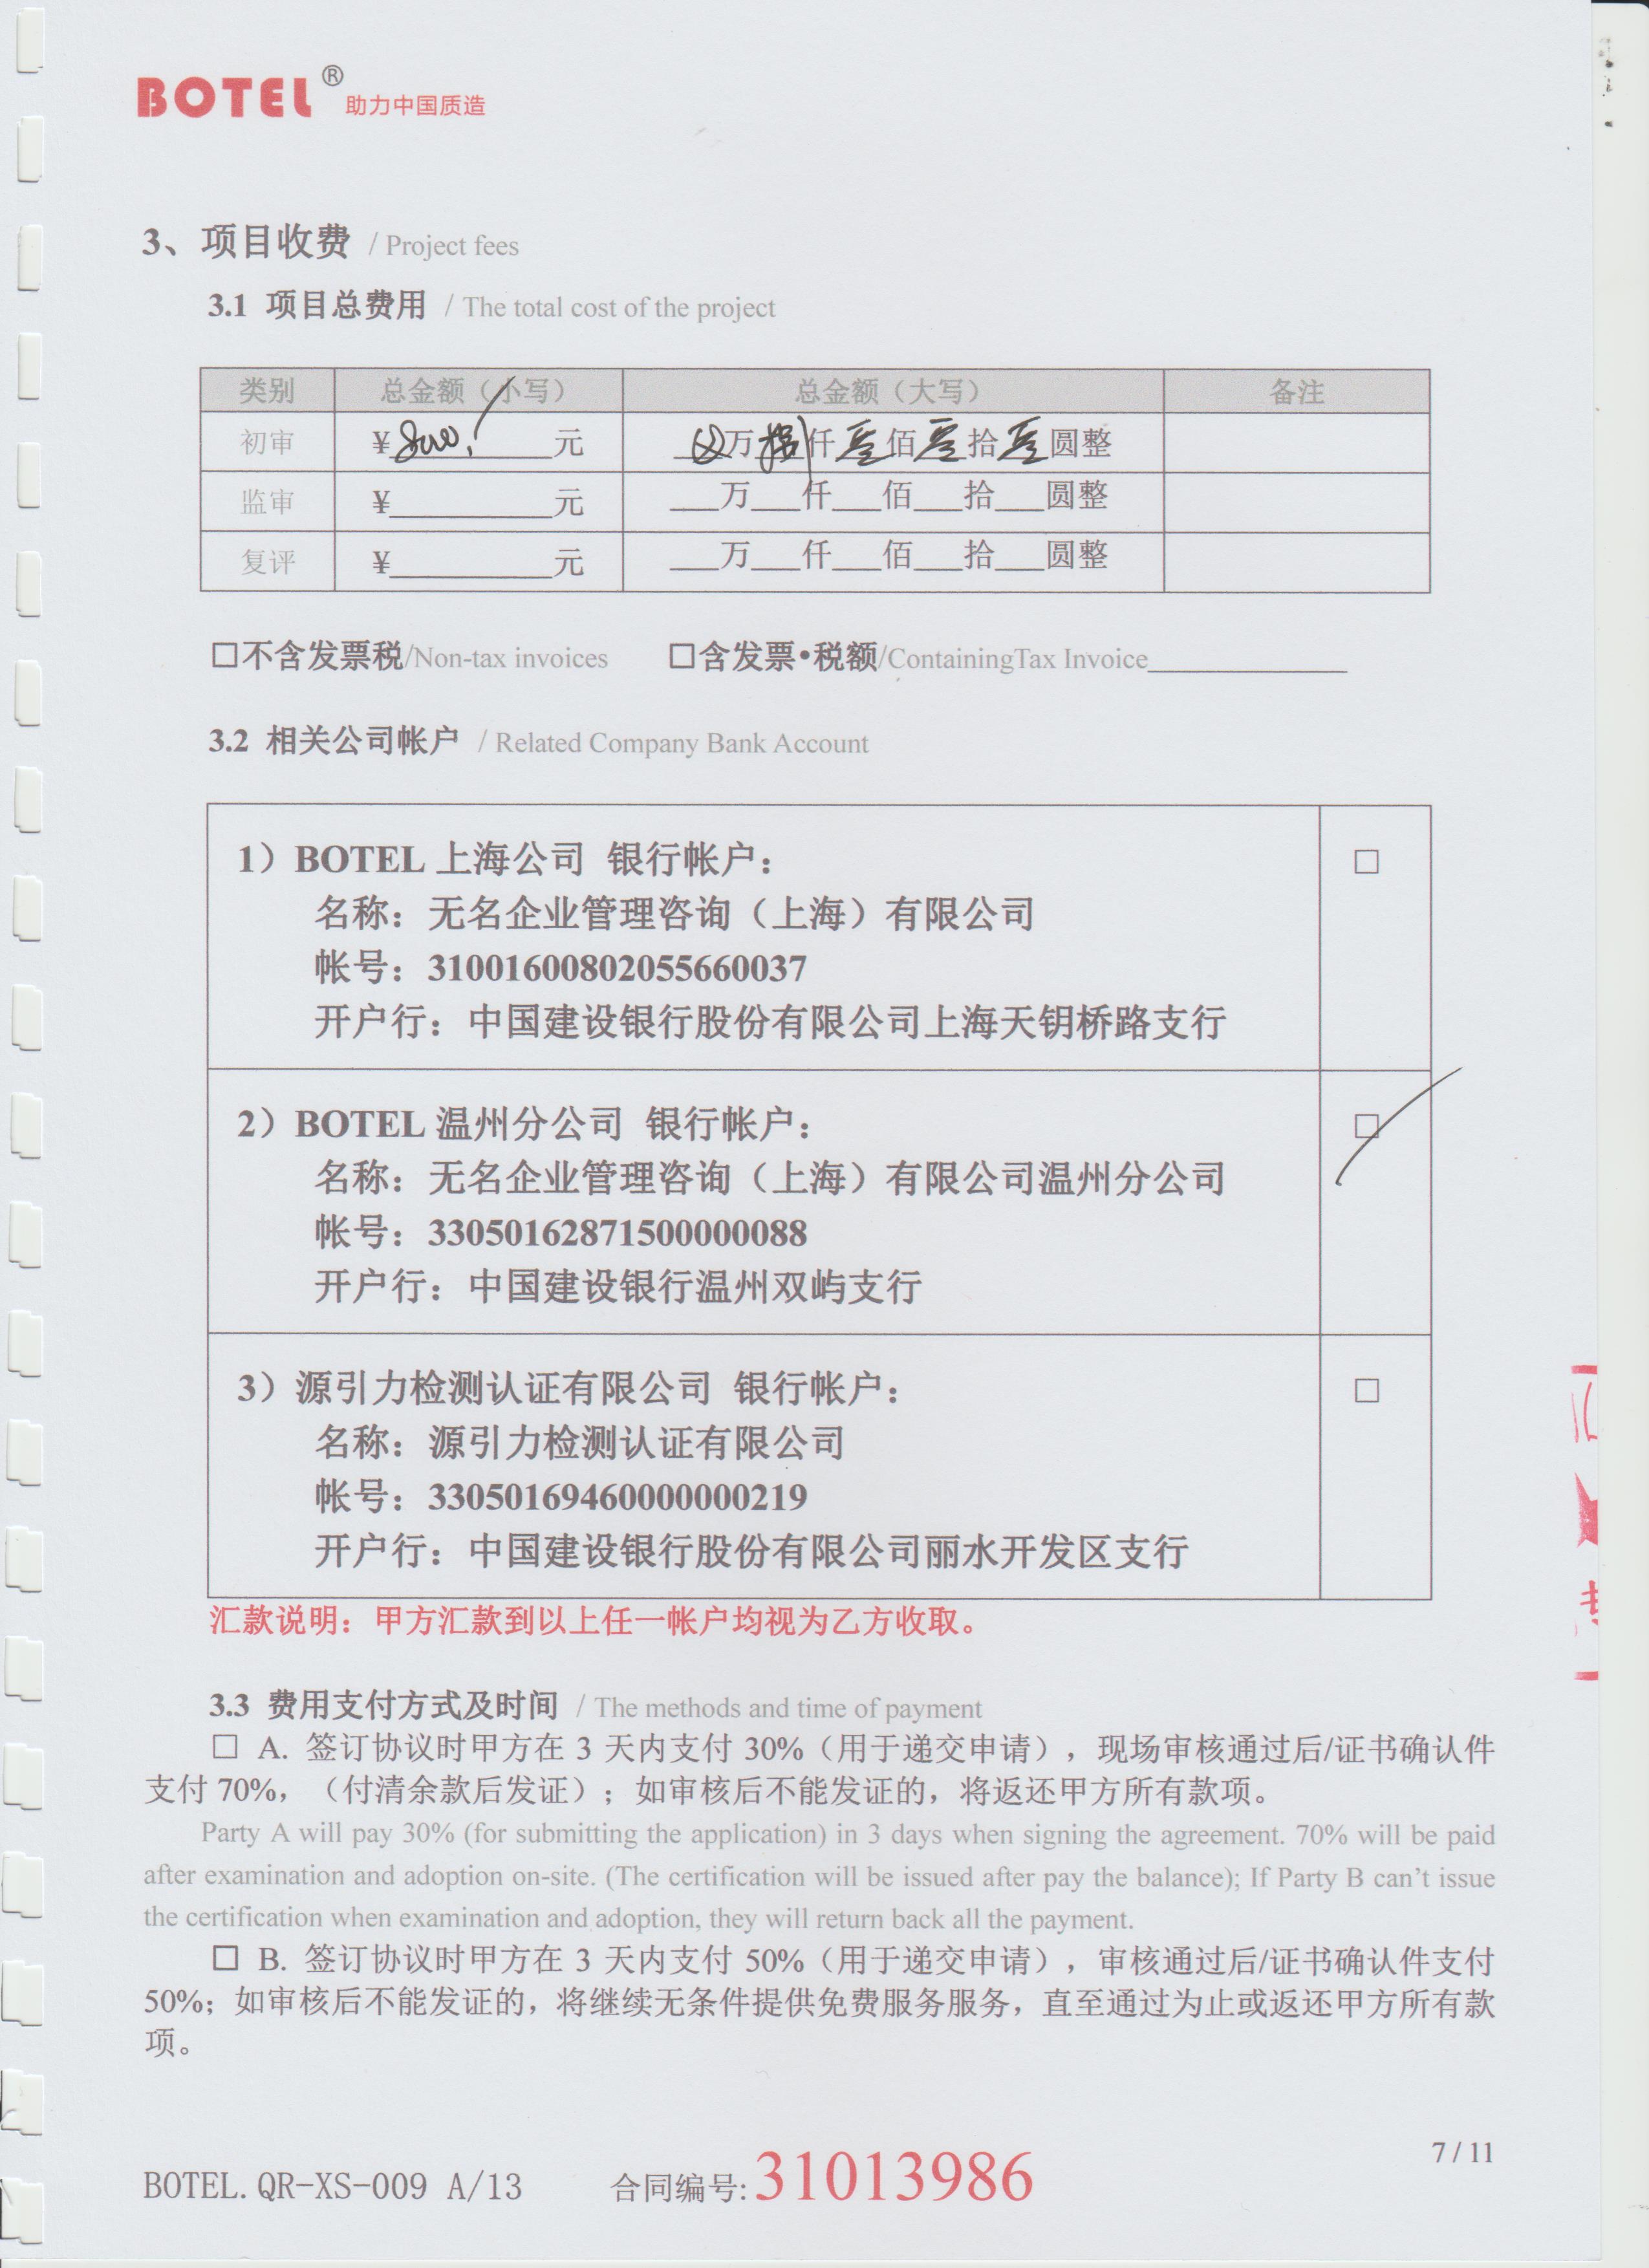 BOTEL® 助力中国质造
3、项目收费 / Project fees
3.1 项目总费用 / The total cost of the project
类别 总金额（小写） 总金额（大写） 备注
初审 ¥8000. 元 万捌仟零佰零拾零圆整
监审 ¥__________元 ___万___仟___佰___拾___圆整
复评 ¥__________元 ___万___仟___佰___拾___圆整
□不含发票税/Non-tax invoices □含发票•税额/ContainingTax Invoice____________
3.2 相关公司帐户 / Related Company Bank Account
1）BOTEL 上海公司 银行帐户： □
名称：无名企业管理咨询（上海）有限公司
帐号：31001600802055660037
开户行：中国建设银行股份有限公司上海天钥桥路支行
2）BOTEL 温州分公司 银行帐户： □
名称：无名企业管理咨询（上海）有限公司温州分公司
帐号：33050162871500000088
开户行：中国建设银行温州双屿支行
3）源引力检测认证有限公司 银行帐户： □
名称：源引力检测认证有限公司
帐号：33050169460000000219
开户行：中国建设银行股份有限公司丽水开发区支行
汇款说明：甲方汇款到以上任一帐户均视为乙方收取。
3.3 费用支付方式及时间 / The methods and time of payment
□ A. 签订协议时甲方在 3 天内支付 30%（用于递交申请），现场审核通过后/证书确认件
支付 70%，（付清余款后发证）；如审核后不能发证的，将返还甲方所有款项。
Party A will pay 30% (for submitting the application) in 3 days when signing the agreement. 70% will be paid
after examination and adoption on-site. (The certification will be issued after pay the balance); If Party B can’t issue
the certification when examination and adoption, they will return back all the payment.
□ B. 签订协议时甲方在 3 天内支付 50%（用于递交申请），审核通过后/证书确认件支付
50%；如审核后不能发证的，将继续无条件提供免费服务服务，直至通过为止或返还甲方所有款
项。
7 / 11
BOTEL.QR-XS-009 A/13 合同编号:31013986